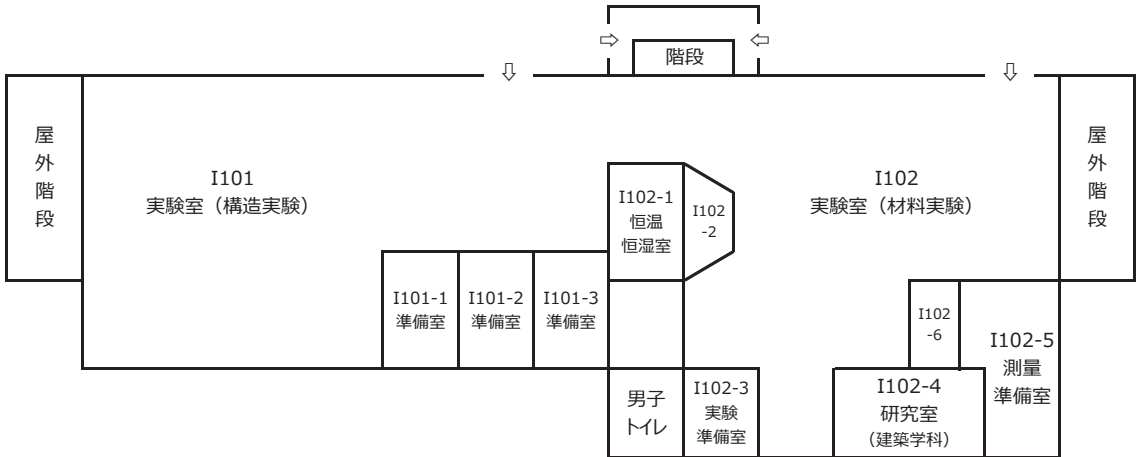 階段
屋外階段
I101
実験室（構造実験）
I102-1
恒温
恒湿室
I102
-2
I102
実験室（材料実験）
屋外階段
I101-1
準備室
I101-2
準備室
I101-3
準備室
I102
-6
I102-5
測量
準備室
男子
トイレ
I102-3
実験
準備室
I102-4
研究室
（建築学科）